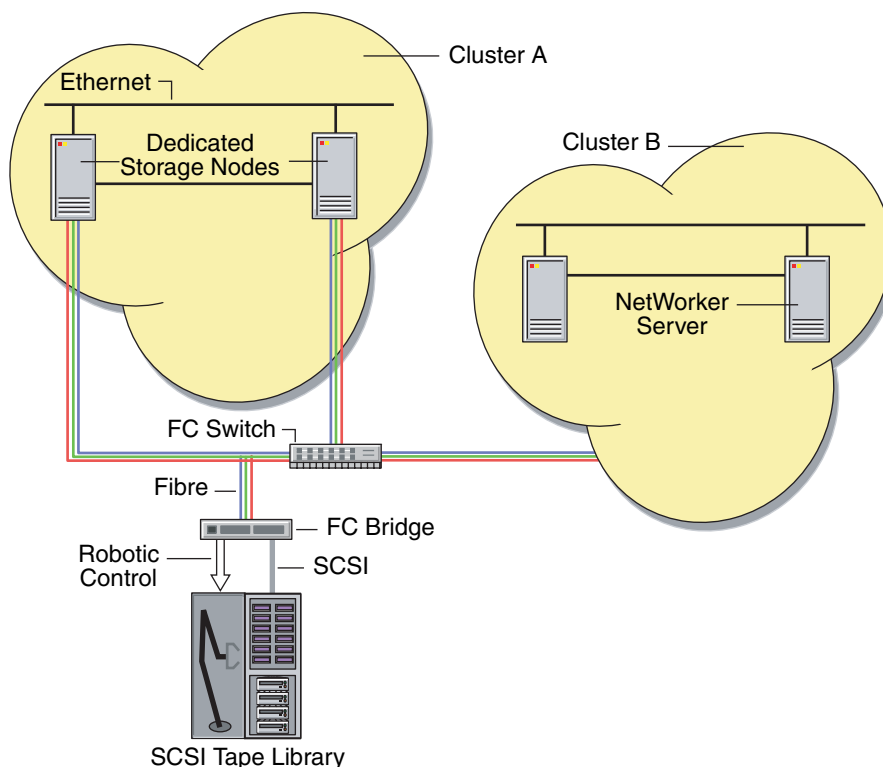 Cluster A
Ethernet
Dedicated
Storage Nodes
Cluster B
NetWorker
Server
FC Switch
Fibre
FC Bridge
Robotic
Control
SCSI
SCSI Tape Library